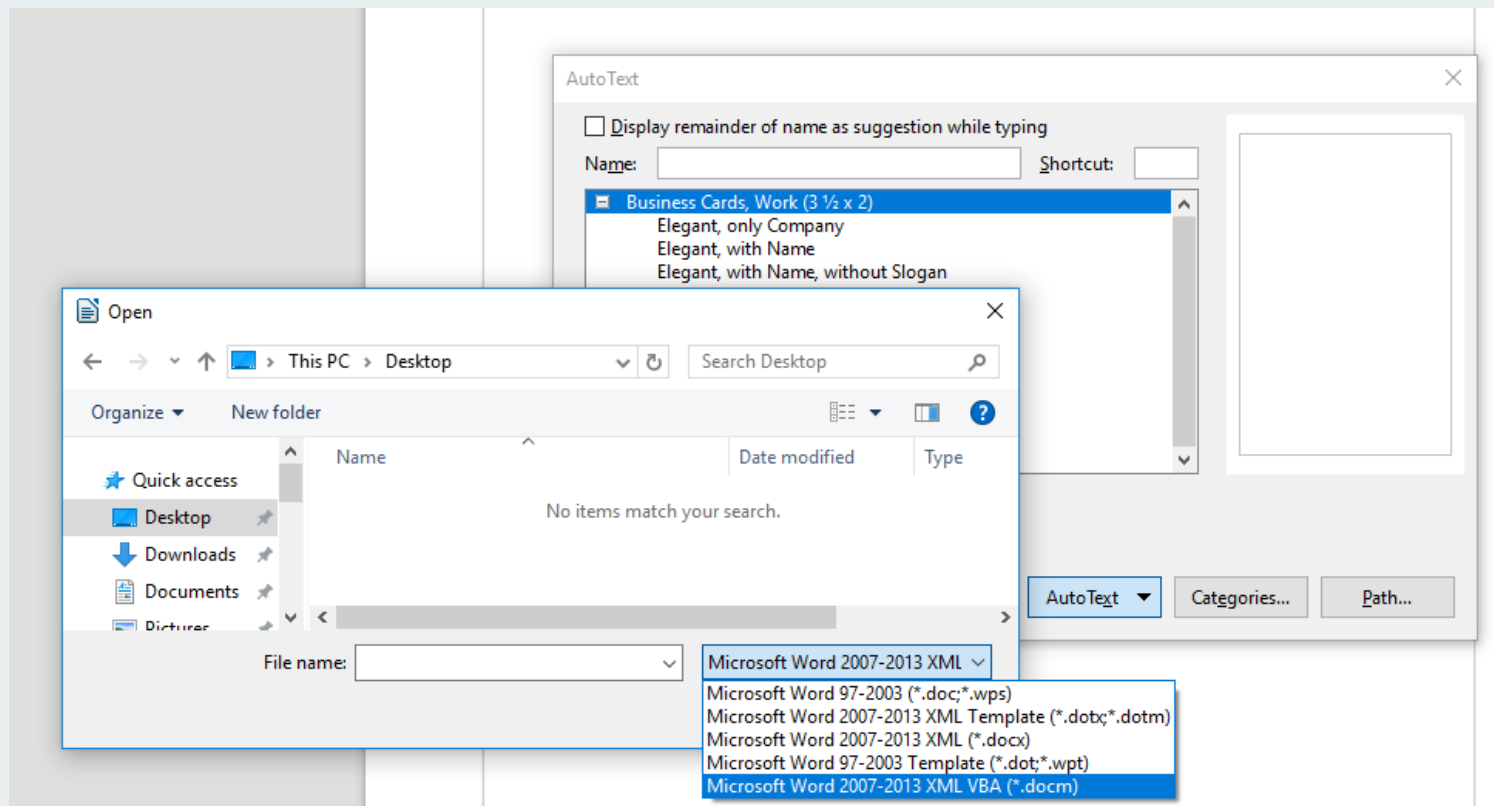 AutoText
Display remainder of name as suggestion while typing
Name:
Shortcut:
Business Cards, Work (3 ½ x 2)
Elegant, only Company
Elegant, with Name
Elegant, with Name, without Slogan
Open
This PC > Desktop
Search Desktop
Organize
New folder
Name
Date modified
Type
Quick access
No items match your search.
Desktop
Downloads
Documents
Pictures
AutoText
Categories...
Path...
File name:
Microsoft Word 2007-2013 XML
Microsoft Word 97-2003 (*.doc;*.wps)
Microsoft Word 2007-2013 XML Template (*.dotx;*.dotm)
Microsoft Word 2007-2013 XML (*.docx)
Microsoft Word 97-2003 Template (*.dot;*.wpt)
Microsoft Word 2007-2013 XML VBA (*.docm)